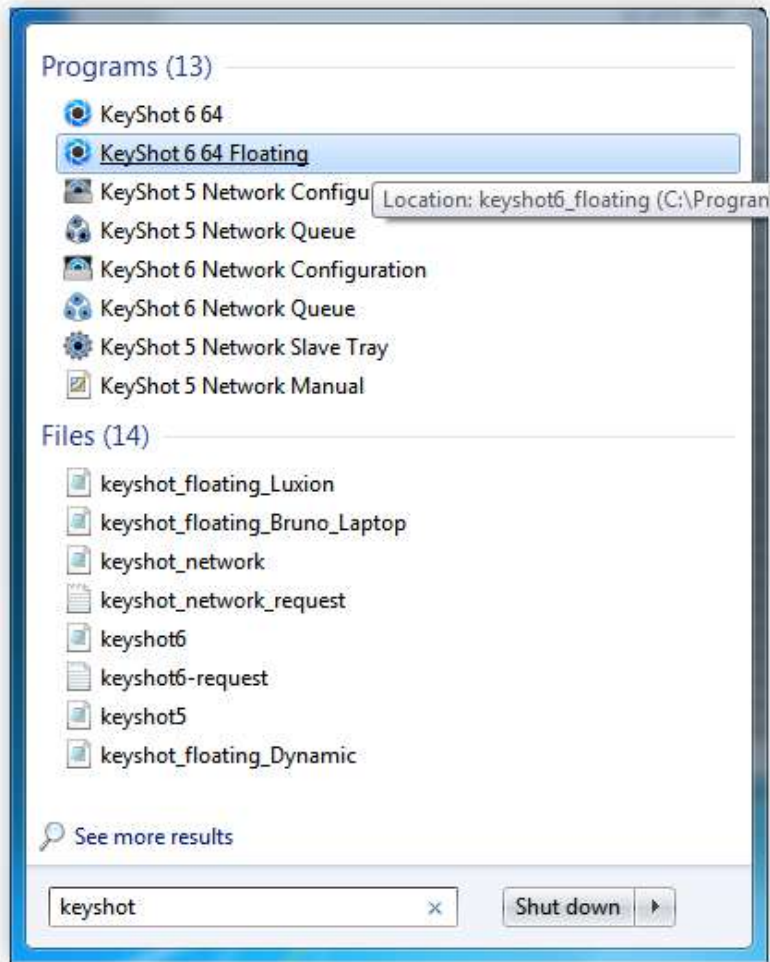 Programs (13)
KeyShot 6 64
KeyShot 6 64 Floating
KeyShot 5 Network Configu
Location: keyshot6_floating (C:\Program
KeyShot 5 Network Queue
KeyShot 6 Network Configuration
KeyShot 6 Network Queue
KeyShot 5 Network Slave Tray
KeyShot 5 Network Manual
Files (14)
keyshot_floating_Luxion
keyshot_floating_Bruno_Laptop
keyshot_network
keyshot_network_request
keyshot6
keyshot6-request
keyshot5
keyshot_floating_Dynamic
See more results
keyshot
Shut down